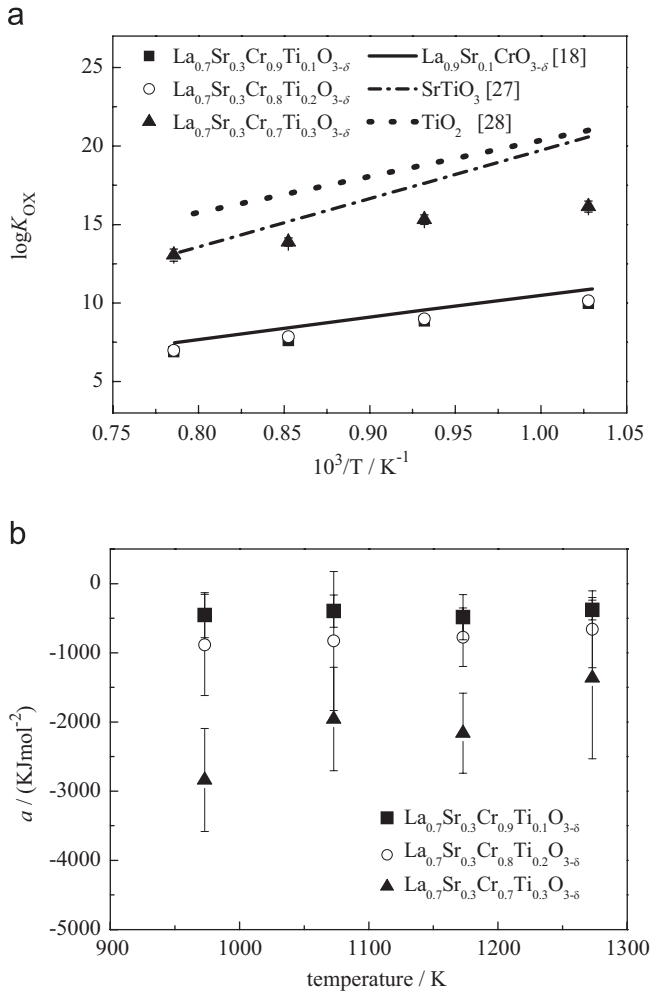 a
La0.7Sr0.3Cr0.9Ti0.1O3-δ La0.9Sr0.1CrO3-δ [18]
La0.7Sr0.3Cr0.8Ti0.2O3-δ SrTiO3 [27]
La0.7Sr0.3Cr0.7Ti0.3O3-δ TiO2 [28]
25
20
15
10
5
logKOX
0.75 0.80 0.85 0.90 0.95 1.00 1.05
10³/T / K⁻¹
b
0
-1000
-2000
-3000
-4000
-5000
a / (KJmol⁻²)
La0.7Sr0.3Cr0.9Ti0.1O3-δ
La0.7Sr0.3Cr0.8Ti0.2O3-δ
La0.7Sr0.3Cr0.7Ti0.3O3-δ
900 1000 1100 1200 1300
temperature / K